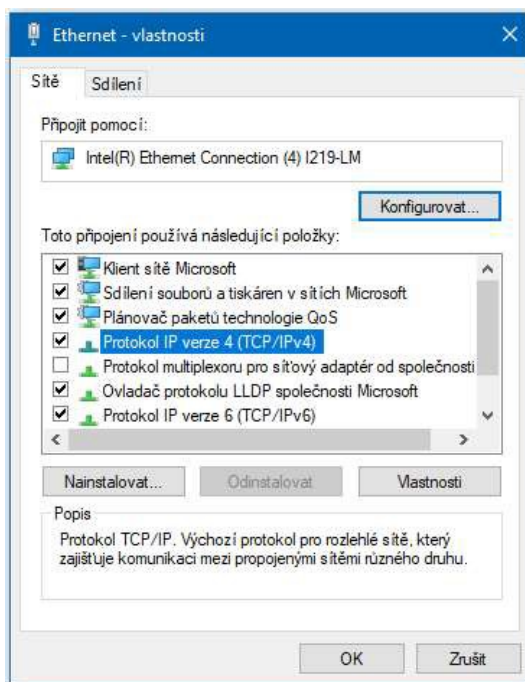 Ethernet - vlastnosti
Sítě
Sdílení
Připojit pomocí:
Intel(R) Ethernet Connection (4) I219-LM
Konfigurovat...
Toto připojení používá následující položky:
Klient sítě Microsoft
Sdílení souborů a tiskáren v sítích Microsoft
Plánovač paketů technologie QoS
Protokol IP verze 4 (TCP/IPv4)
Protokol multiplexoru pro síťový adaptér od společnosti
Ovladač protokolu LLDP společnosti Microsoft
Protokol IP verze 6 (TCP/IPv6)
Nainstalovat...
Odinstalovat
Vlastnosti
Popis
Protokol TCP/IP. Výchozí protokol pro rozlehlé sítě, který
zajišťuje komunikaci mezi propojenými sítěmi různého druhu.
OK
Zrušit